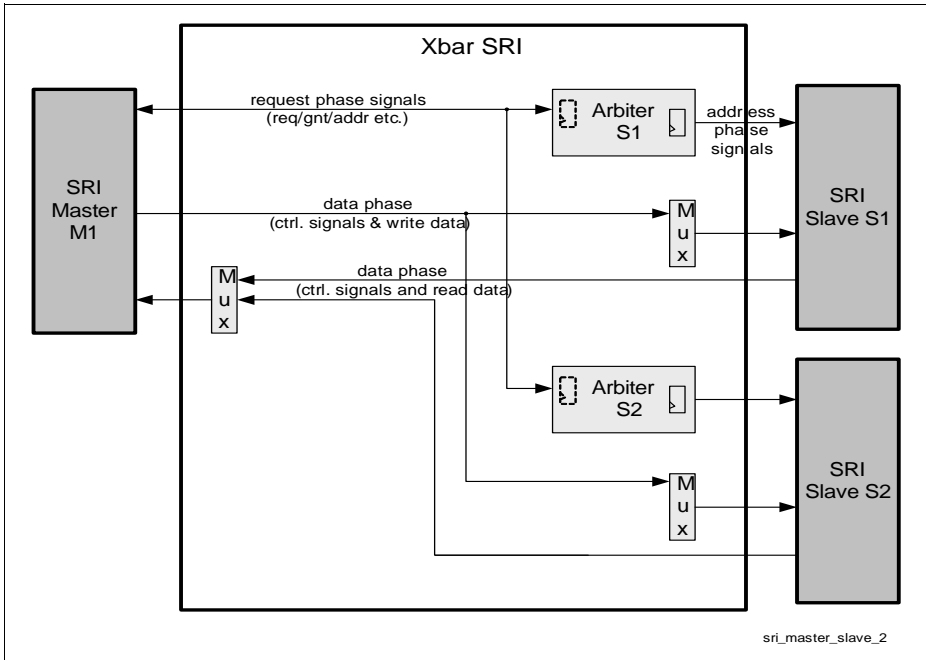 Xbar SRI
request phase signals
(req/gnt/addr etc.)
Arbiter
S1
address
phase
signals
SRI
Master
M1
data phase
(ctrl. signals & write data)
M
u
x
SRI
Slave S1
data phase
(ctrl. signals and read data)
M
u
x
Arbiter
S2
SRI
Slave S2
M
u
x
sri_master_slave_2